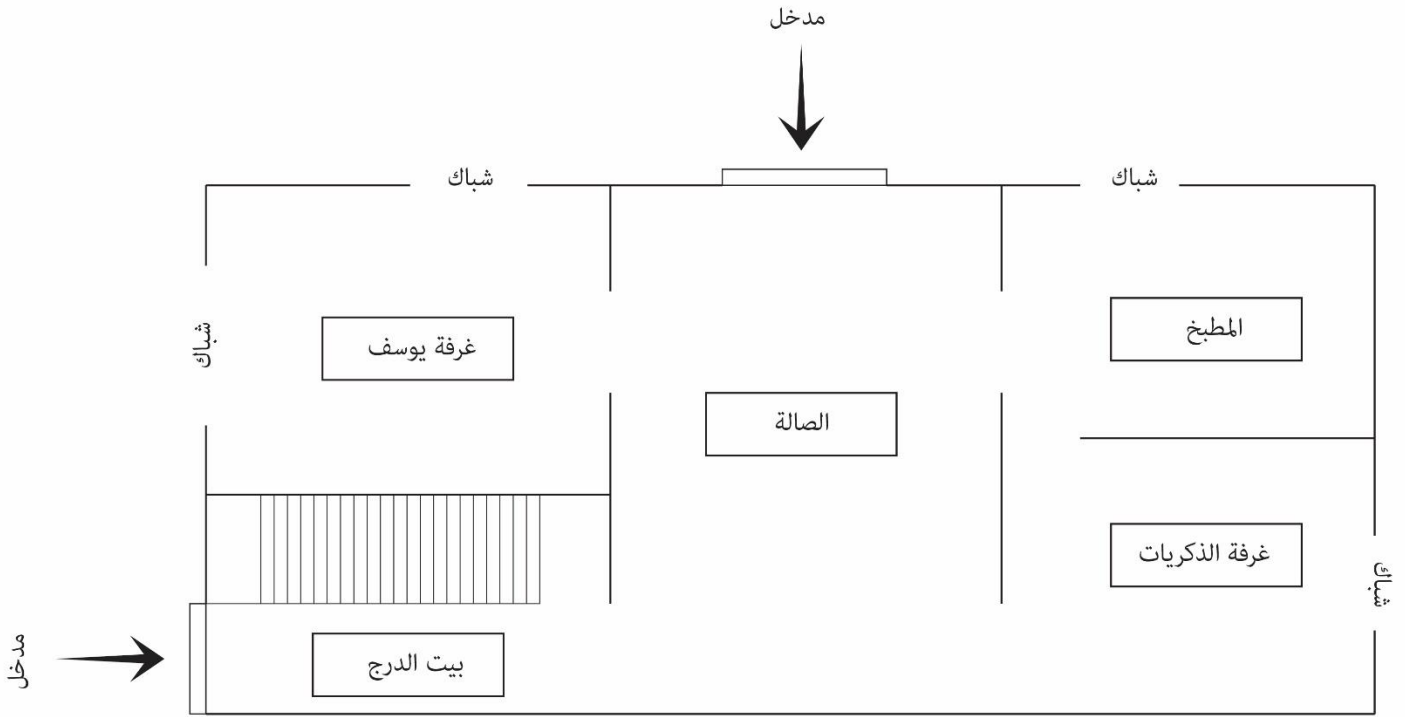 مدخل
شباك
شباك
المطبخ
شباك
غرفة يوسف
الصالة
غرفة الذكريات
شباك
بيت الدرج
مدخل